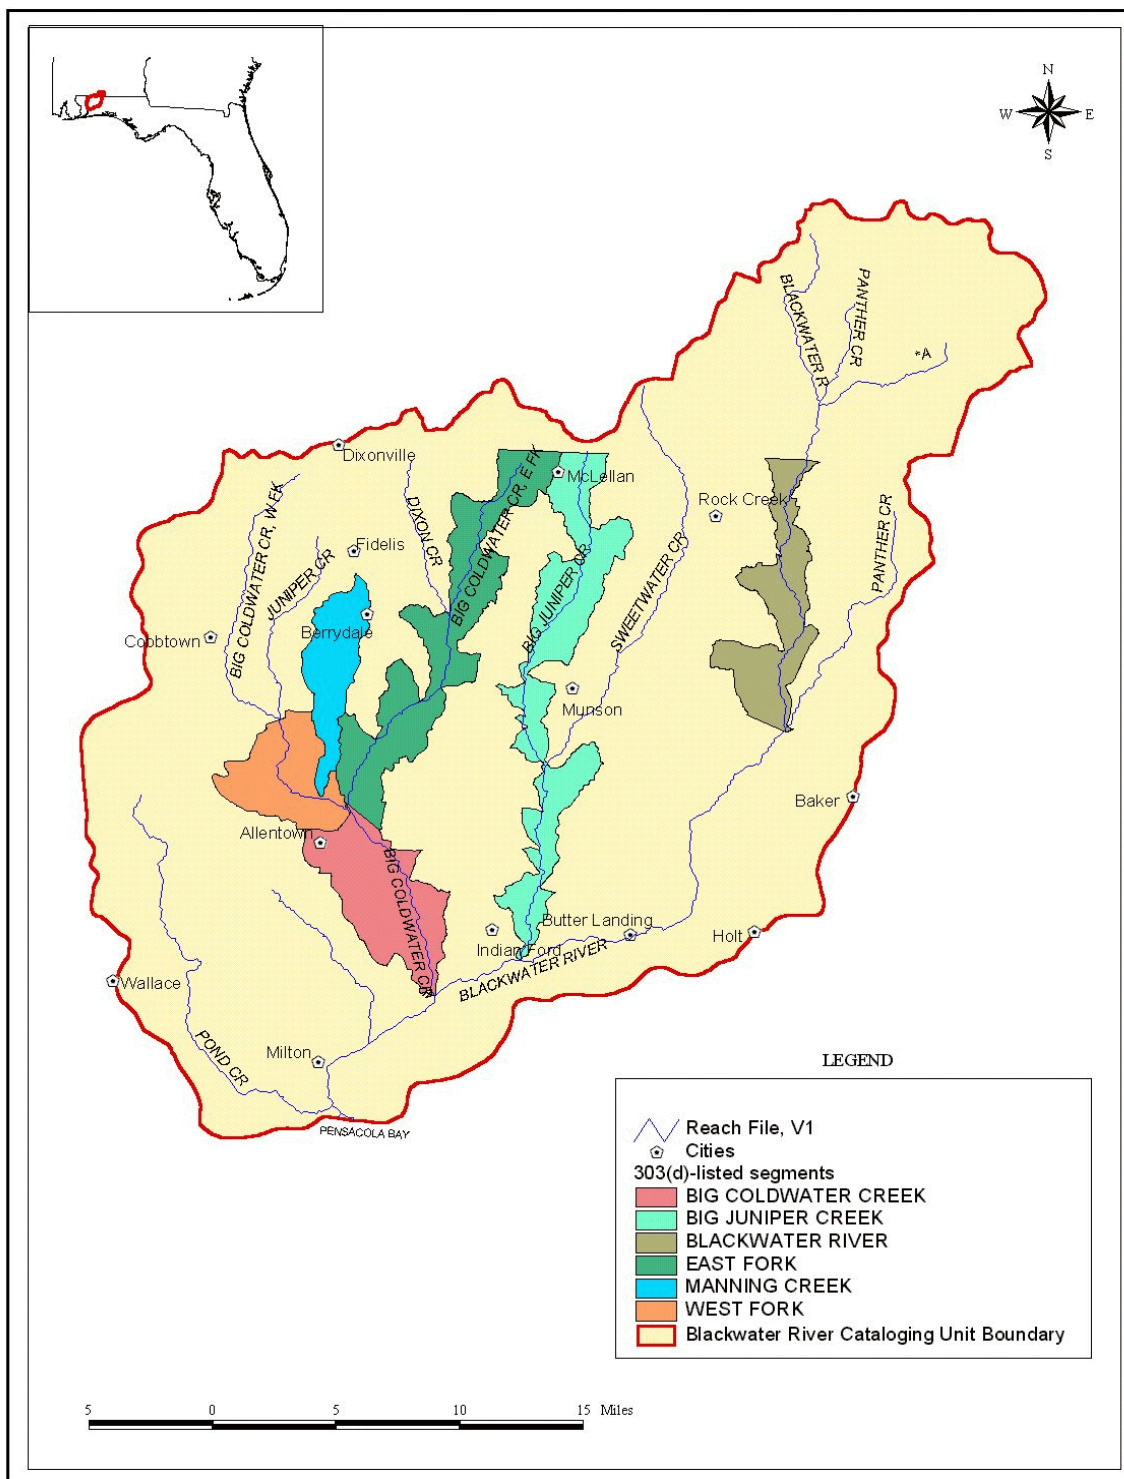 N
W E
S
BLACKWATER R
PANTHER CR
*A
Dixonville
BIG COLDWATER CR, E FK
McLellan
BIG COLDWATER CR, W FK
DIXON CR
Rock Creek
PANTHER CR
Fidelis
JUNIPER CR
BIG JUNIPER CR
SWEETWATER CR
Berrydale
Cobbtown
Munson
Baker
Allentown
BIG COLDWATER CR
Butter Landing
Holt
Indian Ford
BLACKWATER RIVER
Wallace
POND CR
Milton
PENSACOLA BAY
LEGEND
Reach File, V1
Cities
303(d)-listed segments
BIG COLDWATER CREEK
BIG JUNIPER CREEK
BLACKWATER RIVER
EAST FORK
MANNING CREEK
WEST FORK
Blackwater River Cataloging Unit Boundary
5 0 5 10 15 Miles